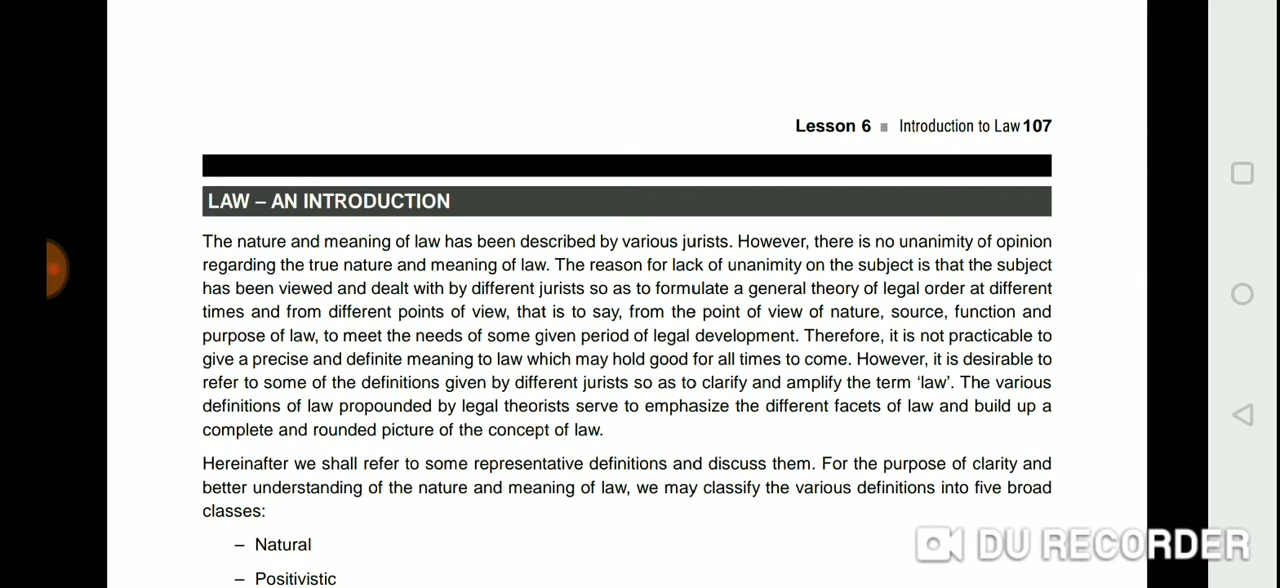 Lesson 6 ■ Introduction to Law 107
LAW – AN INTRODUCTION
The nature and meaning of law has been described by various jurists. However, there is no unanimity of opinion
regarding the true nature and meaning of law. The reason for lack of unanimity on the subject is that the subject
has been viewed and dealt with by different jurists so as to formulate a general theory of legal order at different
times and from different points of view, that is to say, from the point of view of nature, source, function and
purpose of law, to meet the needs of some given period of legal development. Therefore, it is not practicable to
give a precise and definite meaning to law which may hold good for all times to come. However, it is desirable to
refer to some of the definitions given by different jurists so as to clarify and amplify the term ‘law’. The various
definitions of law propounded by legal theorists serve to emphasize the different facets of law and build up a
complete and rounded picture of the concept of law.
Hereinafter we shall refer to some representative definitions and discuss them. For the purpose of clarity and
better understanding of the nature and meaning of law, we may classify the various definitions into five broad
classes:
– Natural
– Positivistic
DU RECORDER